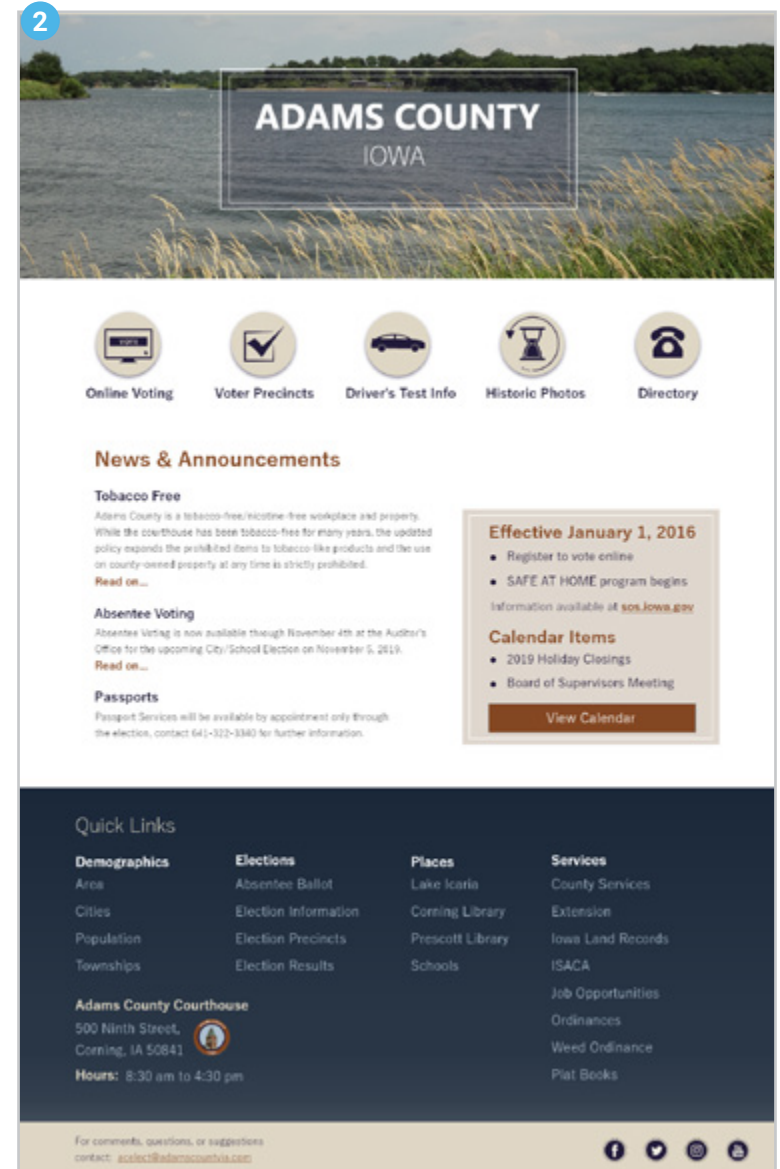 2
ADAMS COUNTY
IOWA
VOTE
Online Voting
Voter Precincts
Driver's Test Info
Historic Photos
Directory
News & Announcements
Tobacco Free
Adams County is a tobacco-free/nicotine-free workplace and property.
While the courthouse has been tobacco-free for many years, the updated
policy expands the prohibited items to tobacco-like products and the use
on county-owned property at any time is strictly prohibited.
Read on...
Absentee Voting
Absentee Voting is now available through November 4th at the Auditor's
Office for the upcoming City/School Election on November 5, 2019.
Read on...
Passports
Passport Services will be available by appointment only through
the election, contact 641-322-3340 for further information.
Effective January 1, 2016
Register to vote online
SAFE AT HOME program begins
Information available at sos.iowa.gov
Calendar Items
2019 Holiday Closings
Board of Supervisors Meeting
View Calendar
Quick Links
Demographics
Area
Cities
Population
Townships
Elections
Absentee Ballot
Election Information
Election Precincts
Election Results
Places
Lake Icaria
Corning Library
Prescott Library
Schools
Services
County Services
Extension
Iowa Land Records
ISACA
Job Opportunities
Ordinances
Weed Ordinance
Plat Books
Adams County Courthouse
500 Ninth Street,
Corning, IA 50841
Hours: 8:30 am to 4:30 pm
For comments, questions, or suggestions
contact: acelect@adamscountyia.com